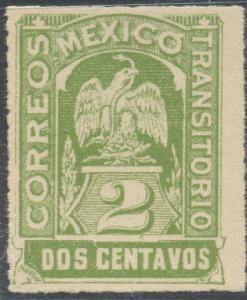 CORREOS
MEXICO
TRANSITORIO
2
DOS CENTAVOS